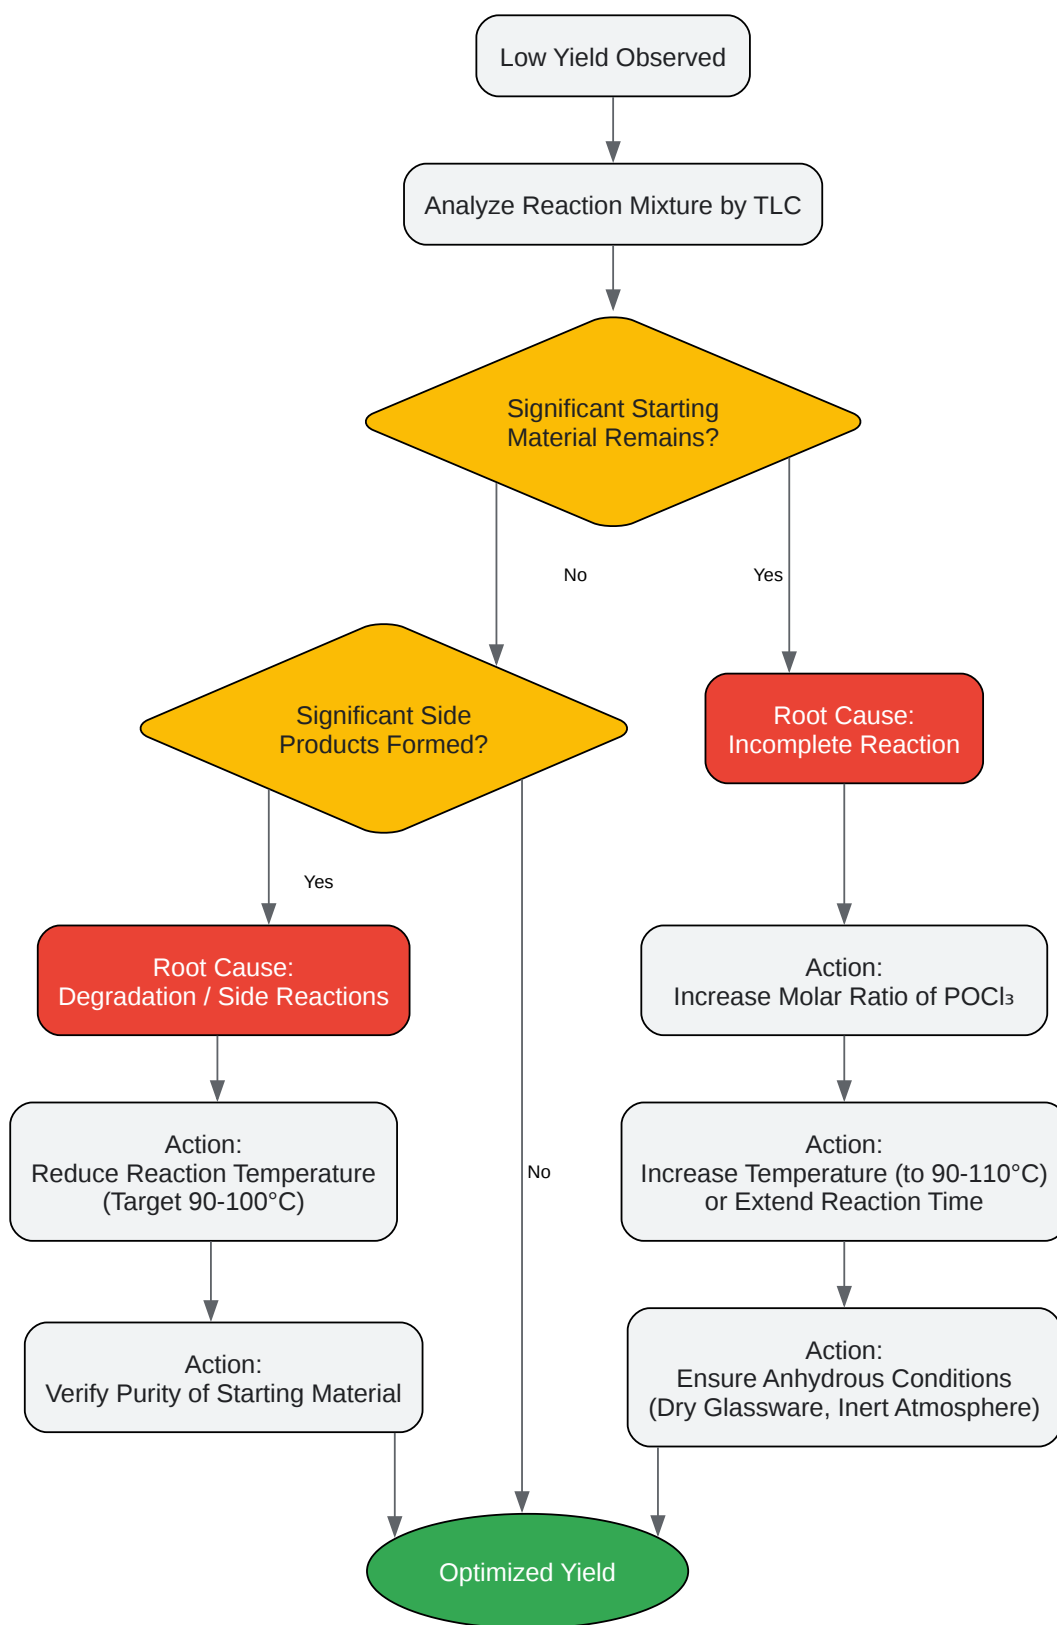 Low Yield Observed
Analyze Reaction Mixture by TLC
Significant Starting
Material Remains?
No
Yes
Significant Side
Products Formed?
Root Cause:
Incomplete Reaction
Yes
Root Cause:
Degradation / Side Reactions
Action:
Increase Molar Ratio of POCl₃
Action:
Reduce Reaction Temperature
(Target 90-100°C)
No
Action:
Increase Temperature (to 90-110°C)
or Extend Reaction Time
Action:
Verify Purity of Starting Material
Action:
Ensure Anhydrous Conditions
(Dry Glassware, Inert Atmosphere)
Optimized Yield